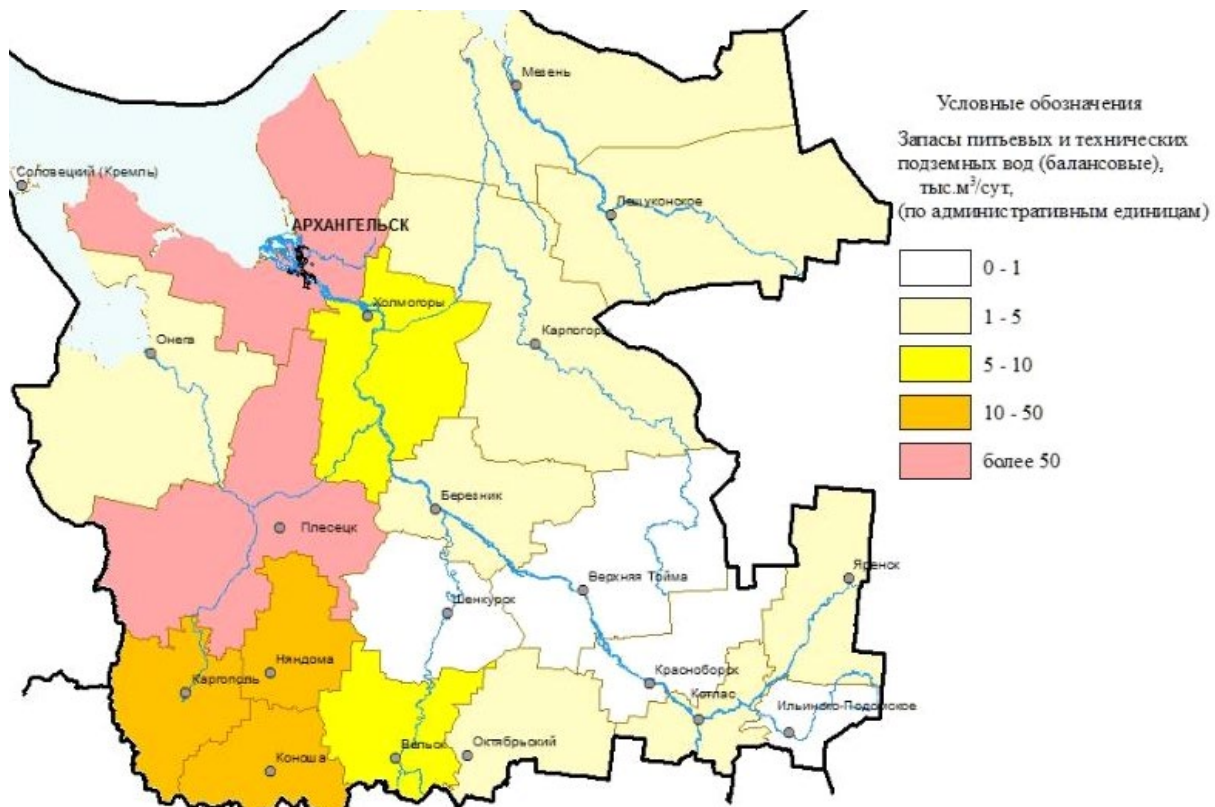 Мезень
Условные обозначения
Запасы питьевых и технических
подземных вод (балансовые),
тыс.м³/сут,
(по административным единицам)
Соловецкий (Кремль)
Лешуконское
АРХАНГЕЛЬСК
0 - 1
Холмогоры
1 - 5
Онега
Карпогоры
5 - 10
10 - 50
более 50
Березник
Плесецк
Яренск
Верхняя Тойма
Шенкурск
Няндома
Красноборск
Каргополь
Котлас
Ильинско-Подомское
Коноша
Вельск
Октябрьский